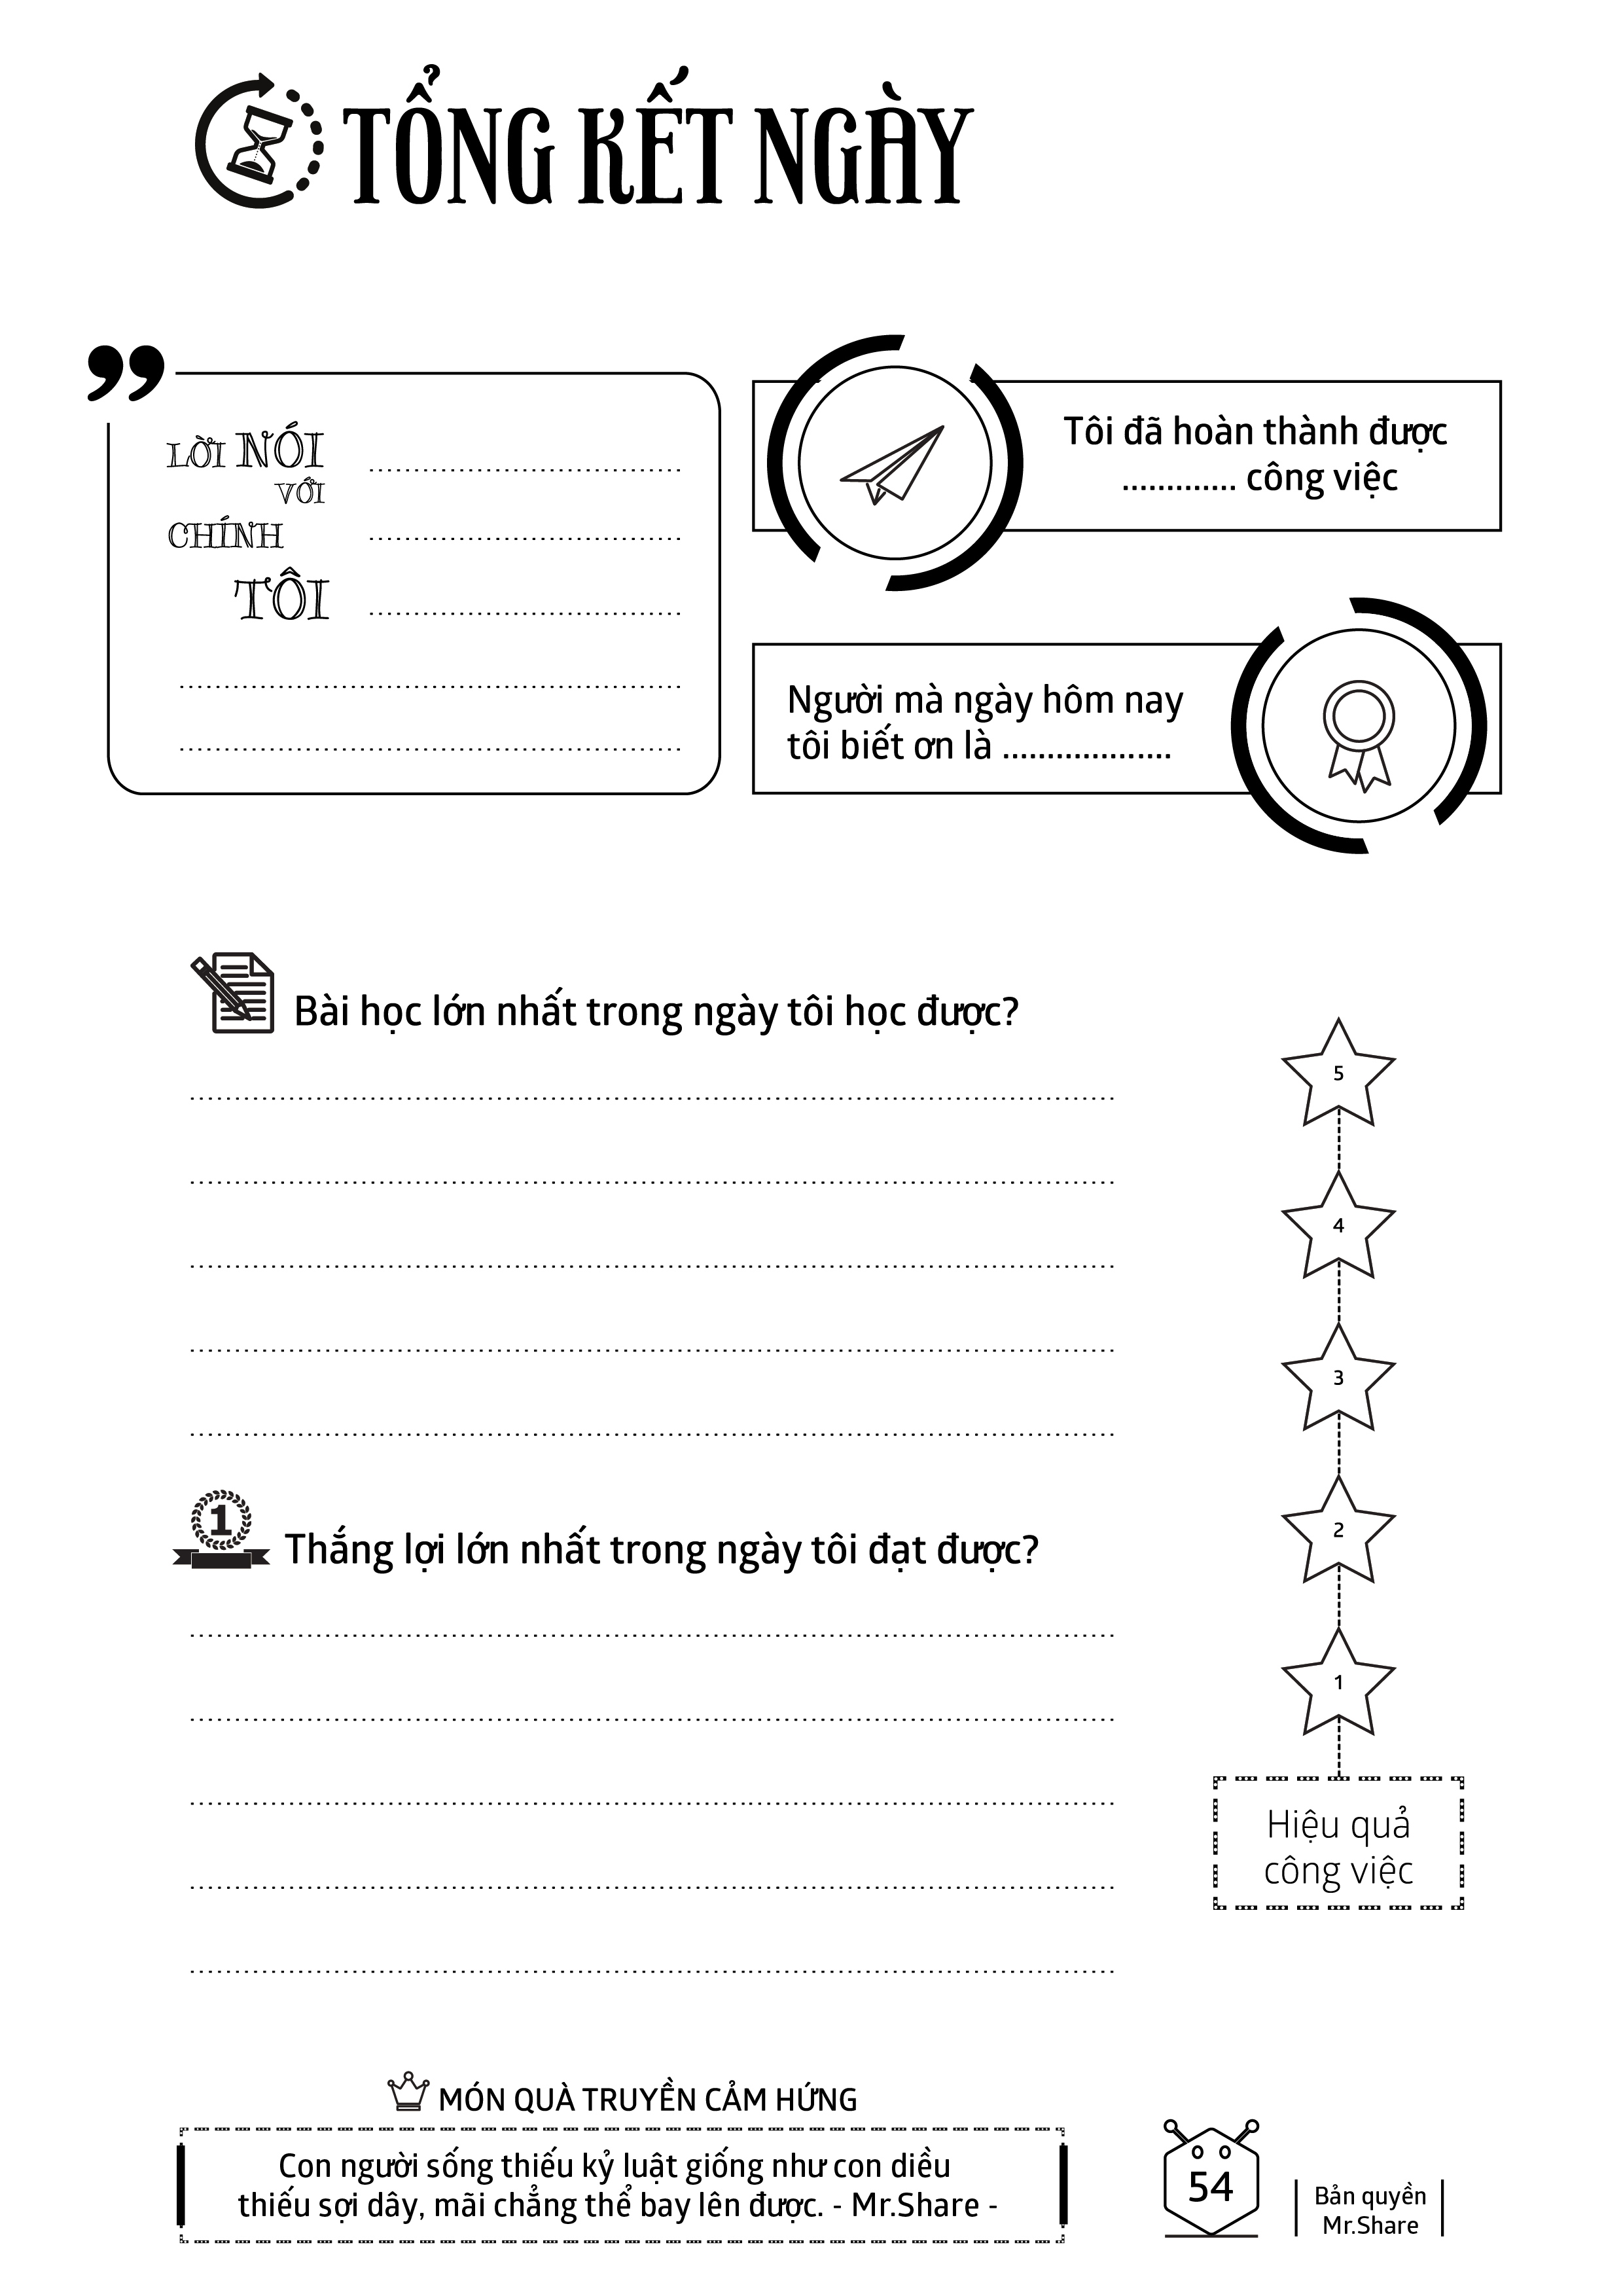 TỔNG KẾT NGÀY
LỜI NÓI
VỚI
CHÍNH
TÔI
Tôi đã hoàn thành được
............. công việc
Người mà ngày hôm nay
tôi biết ơn là ...................
Bài học lớn nhất trong ngày tôi học được?
5
4
3
2
1
Hiệu quả
công việc
1
Thắng lợi lớn nhất trong ngày tôi đạt được?
MÓN QUÀ TRUYỀN CẢM HỨNG
Con người sống thiếu kỷ luật giống như con diều
thiếu sợi dây, mãi chẳng thể bay lên được. - Mr.Share -
54
Bản quyền
Mr.Share